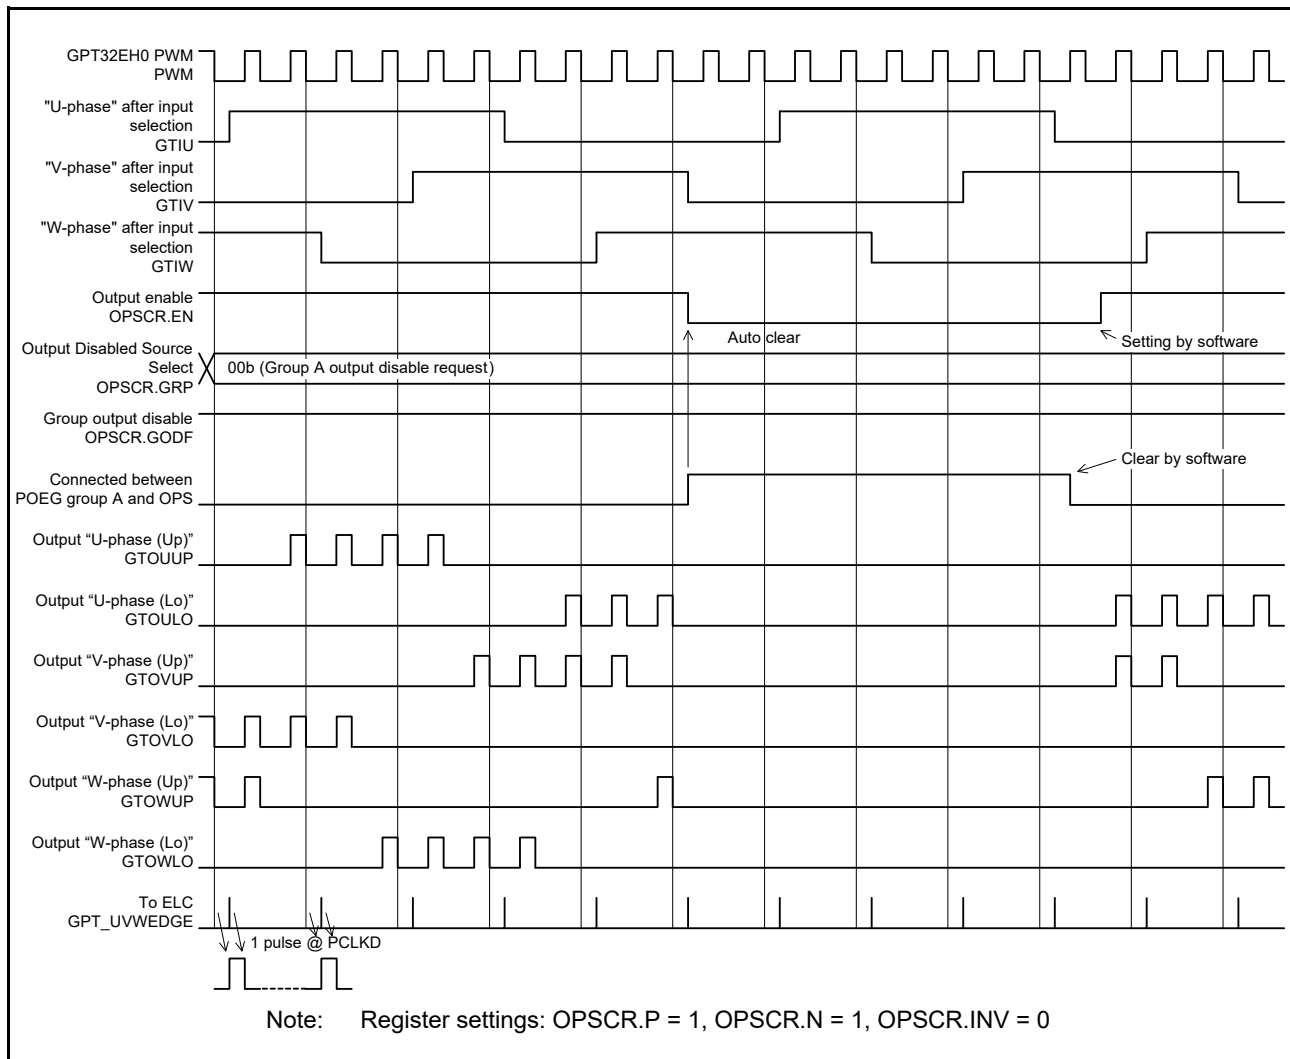 GPT32EH0 PWM
PWM
"U-phase" after input
selection
GTIU
"V-phase" after input
selection
GTIV
"W-phase" after input
selection
GTIW
Output enable
OPSCR.EN
Auto clear
Setting by software
Output Disabled Source
Select
OPSCR.GRP
00b (Group A output disable request)
Group output disable
OPSCR.GODF
Clear by software
Connected between
POEG group A and OPS
Output “U-phase (Up)”
GTOUUP
Output “U-phase (Lo)”
GTOULO
Output “V-phase (Up)”
GTOVUP
Output “V-phase (Lo)”
GTOVLO
Output “W-phase (Up)”
GTOWUP
Output “W-phase (Lo)”
GTOWLO
To ELC
GPT_UVWEDGE
1 pulse @ PCLKD
Note: Register settings: OPSCR.P = 1, OPSCR.N = 1, OPSCR.INV = 0